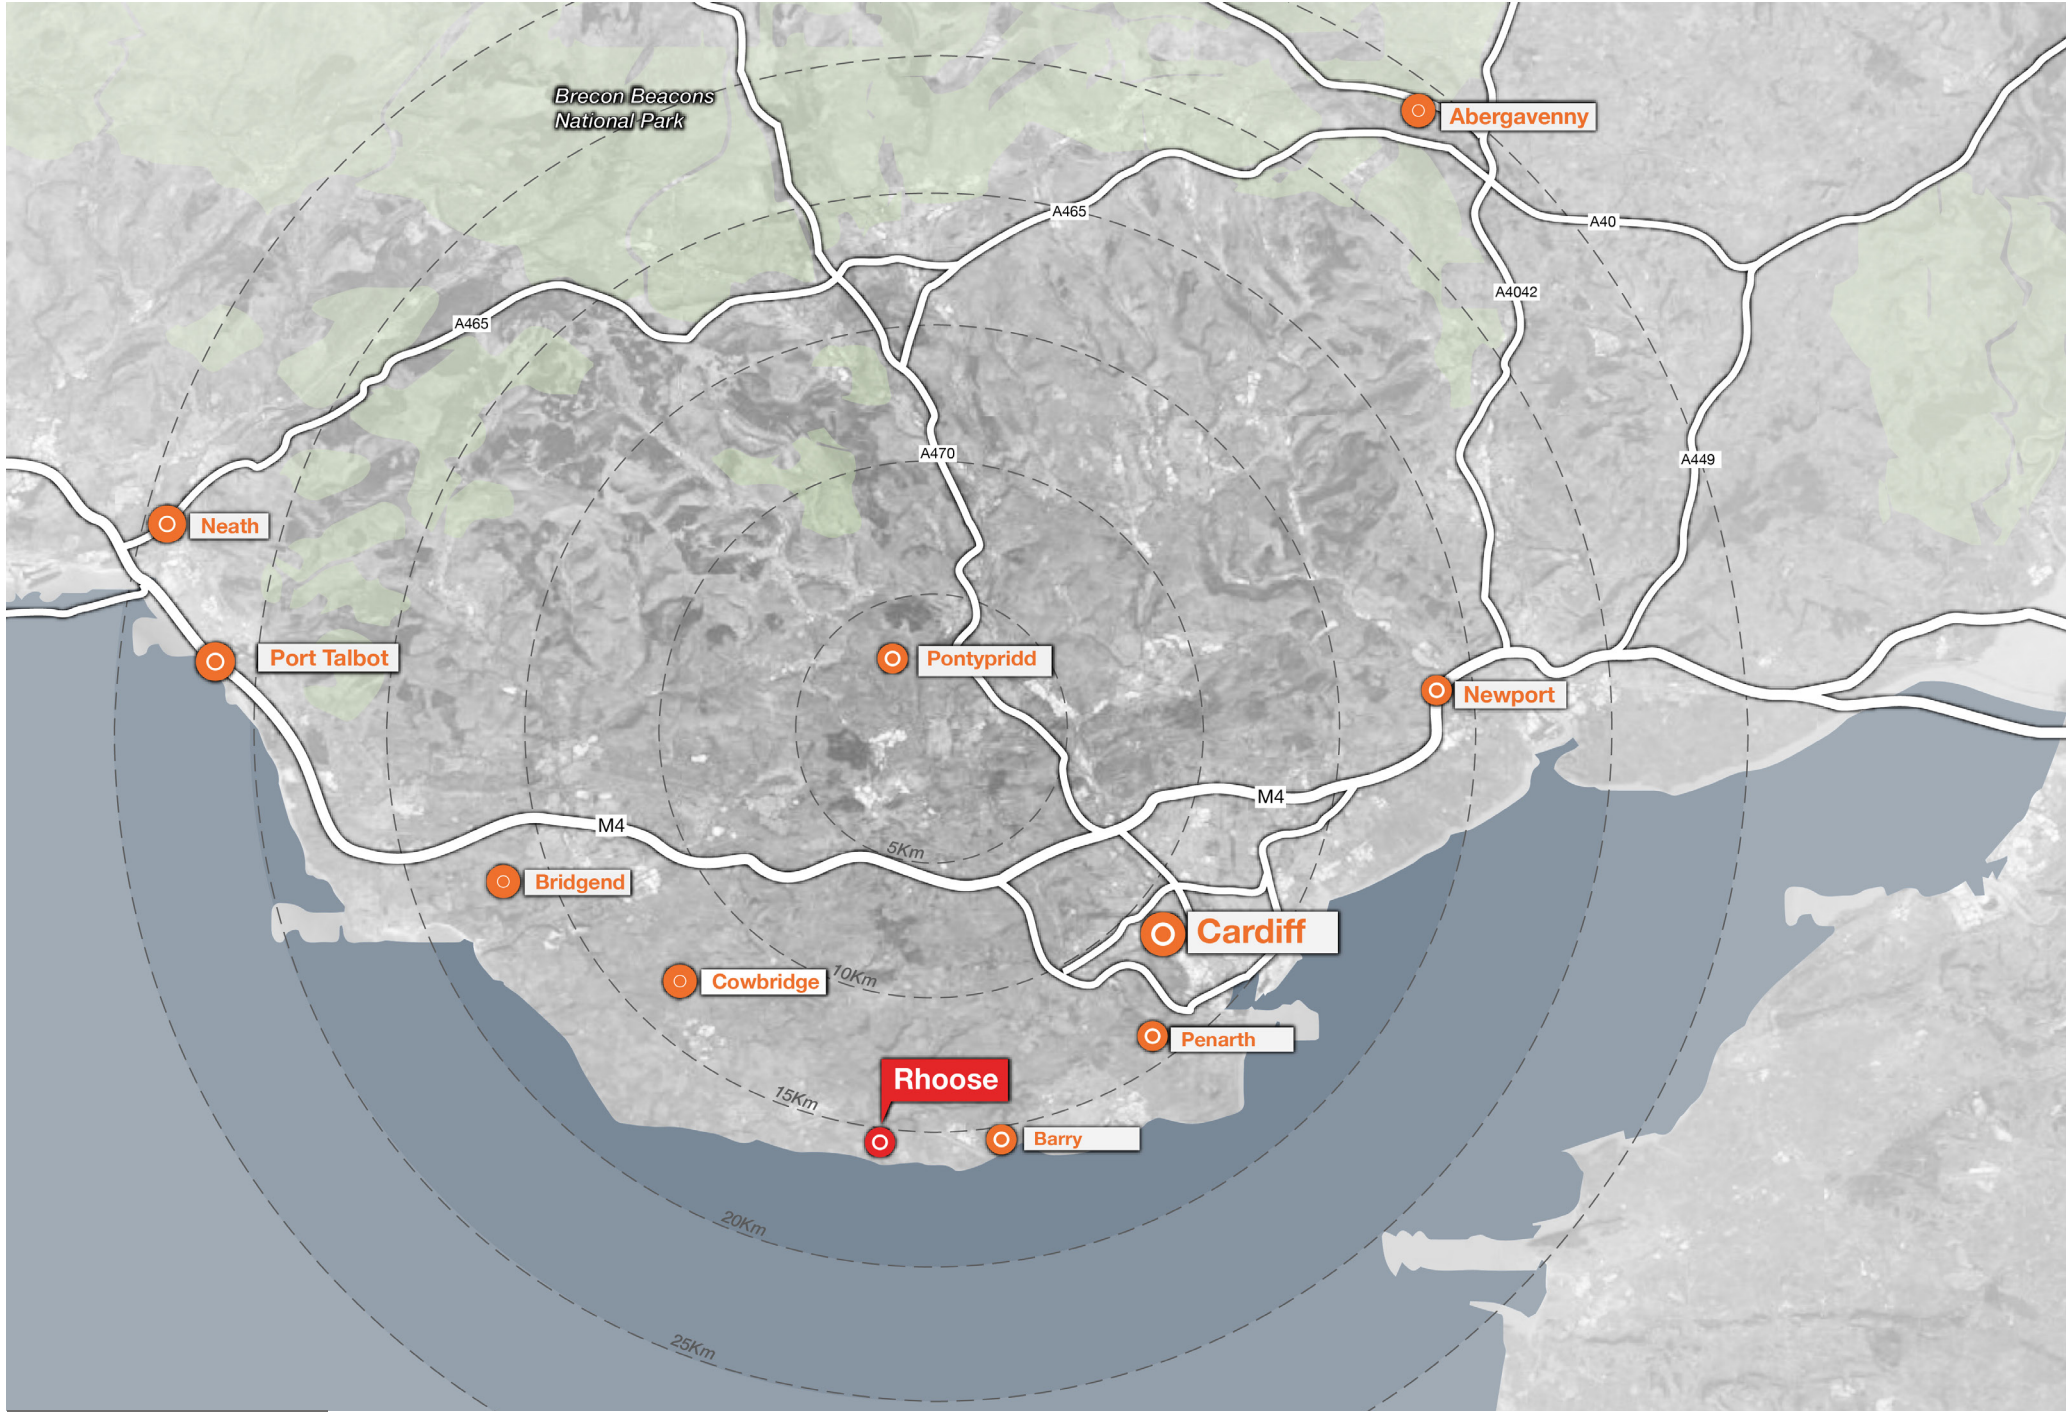 Brecon Beacons
National Park
Abergavenny
A465
A40
A4042
A465
A470
A449
Neath
Port Talbot
Pontypridd
Newport
M4
M4
5Km
Bridgend
Cardiff
10Km
Cowbridge
Penarth
Rhoose
15Km
Barry
20Km
25Km